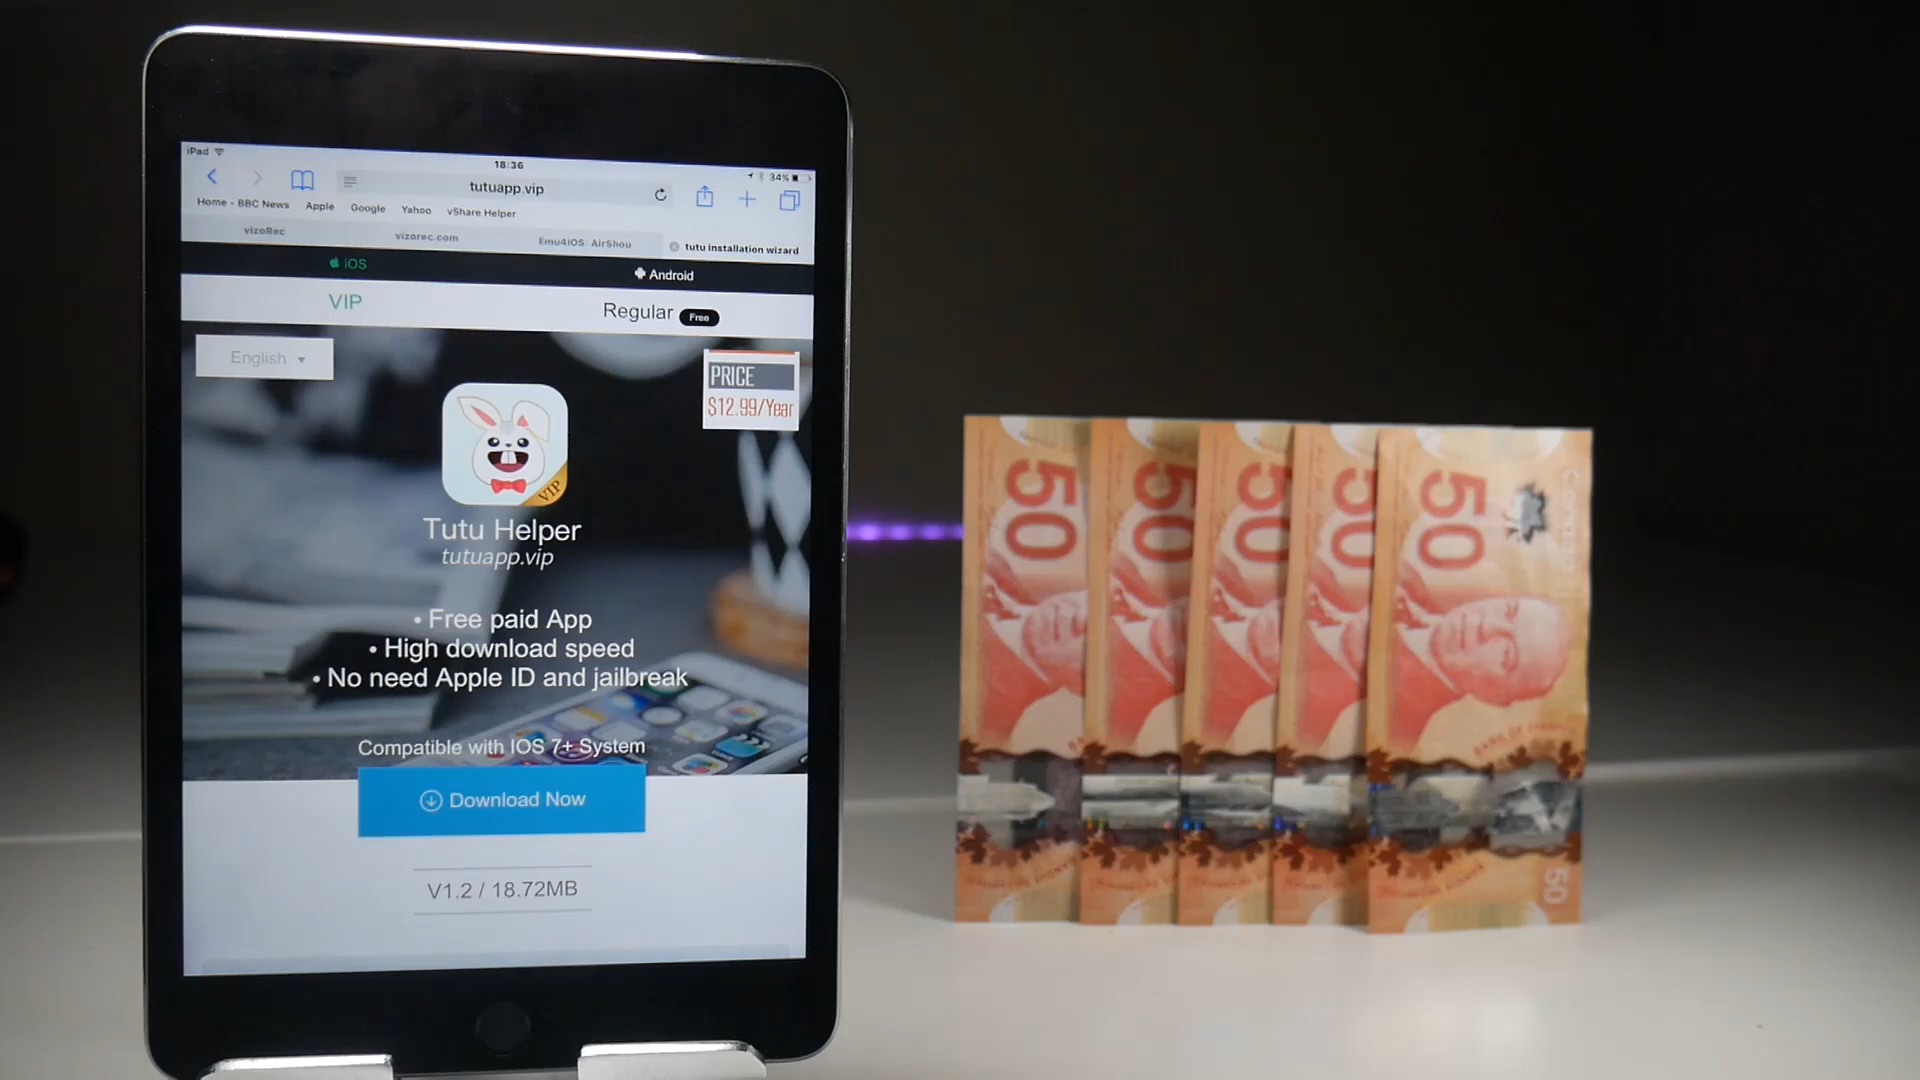 iPad
18:36
34%
tutuapp.vip
Home - BBC News
Apple
Google
Yahoo
vShare Helper
vizoRec
vizorec.com
Emu4iOS AirShou
tutu installation wizard
iOS
Android
VIP
Regular
Free
English
PRICE
$12.99/Year
VIP
Tutu Helper
tutuapp.vip
• Free paid App
• High download speed
• No need Apple ID and jailbreak
Compatible with IOS 7+ System
Download Now
V1.2 / 18.72MB
50
50
50
50
50
Canada
50